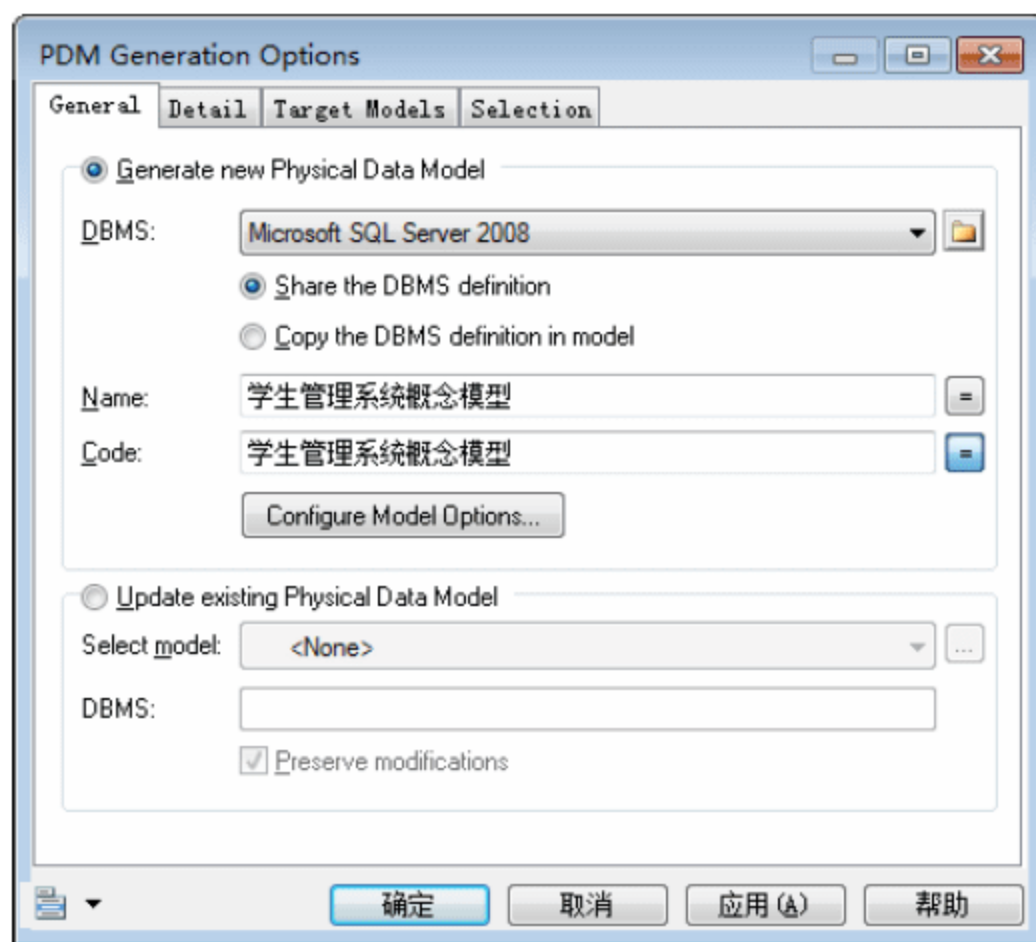 PDM Generation Options
General Detail Target Models Selection
Generate new Physical Data Model
DBMS: Microsoft SQL Server 2008
Share the DBMS definition
Copy the DBMS definition in model
Name: 学生管理系统概念模型 =
Code: 学生管理系统概念模型 =
Configure Model Options...
Update existing Physical Data Model
Select model: <None> ...
DBMS:
Preserve modifications
确定 取消 应用(A) 帮助